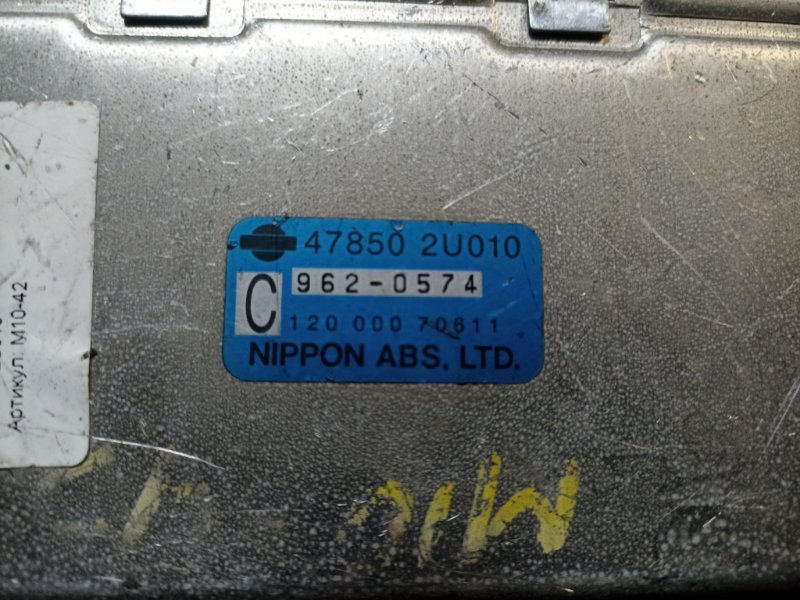 47850 2U010
C
962-0574
120 000 70611
NIPPON ABS, LTD.
Артикул: M10-42